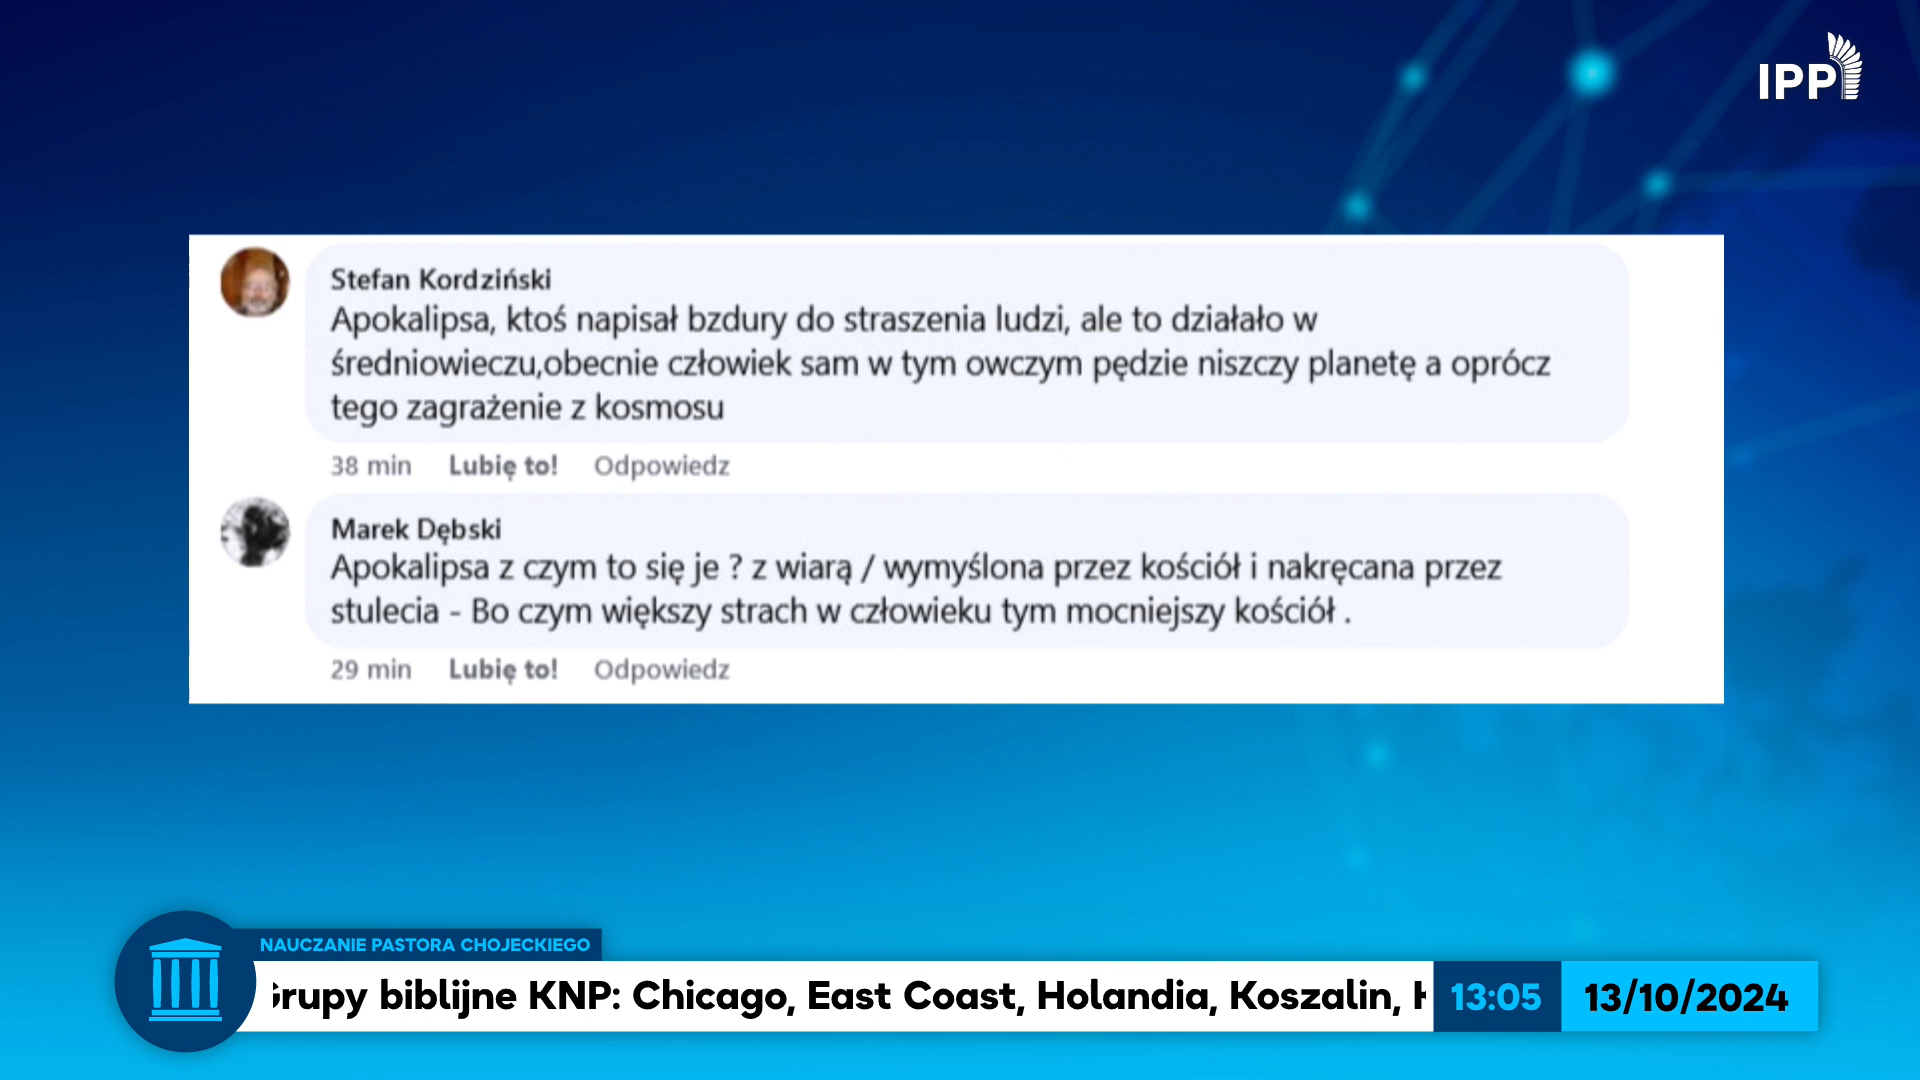 IPP
Stefan Kordziński
Apokalipsa, ktoś napisał bzdury do straszenia ludzi, ale to działało w
średniowieczu,obecnie człowiek sam w tym owczym pędzie niszczy planetę a oprócz
tego zagrażenie z kosmosu
38 min Lubię to! Odpowiedz
Marek Dębski
Apokalipsa z czym to się je ? z wiarą / wymyślona przez kościół i nakręcana przez
stulecia - Bo czym większy strach w człowieku tym mocniejszy kościół .
29 min Lubię to! Odpowiedz
NAUCZANIE PASTORA CHOJECKIEGO
biblijne KNP: Chicago, East Coast, Holandia, Koszalin,
13:05 13/10/2024